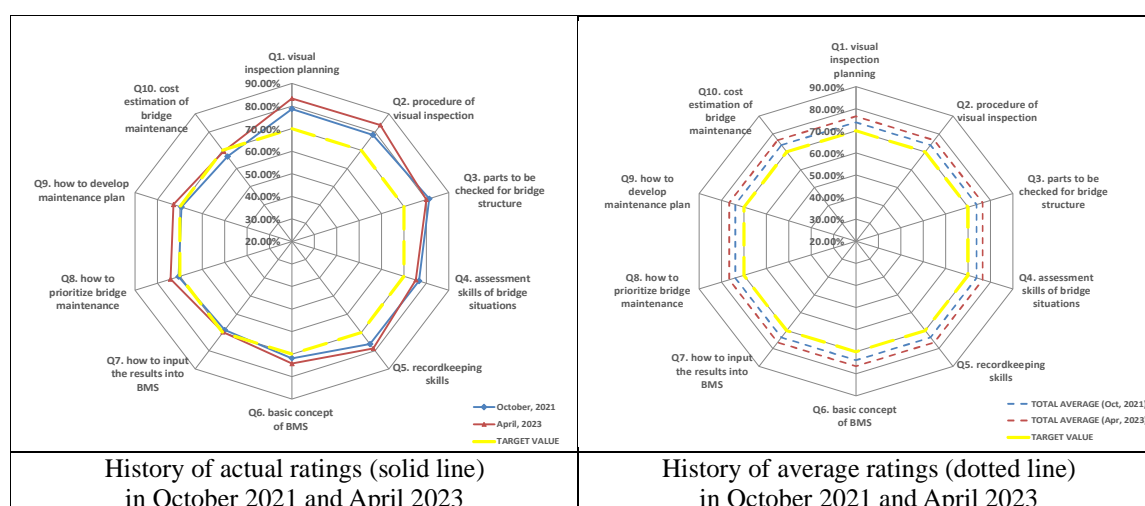 Q1. visual
inspection planning
Q2. procedure of
visual inspection
Q3. parts to be
checked for bridge
structure
Q4. assessment
skills of bridge
situations
Q5. recordkeeping
skills
Q6. basic concept
of BMS
Q7. how to input
the results into
BMS
Q8. how to
prioritize bridge
maintenance
Q9. how to develop
maintenance plan
Q10. cost
estimation of
bridge
maintenance
90.00%
80.00%
70.00%
60.00%
50.00%
40.00%
30.00%
20.00%
October, 2021
April, 2023
TARGET VALUE
Q1. visual
inspection
planning
Q2. procedure of
visual inspection
Q3. parts to be
checked for bridge
structure
Q4. assessment
skills of bridge
situations
Q5. recordkeeping
skills
Q6. basic concept
of BMS
Q7. how to input
the results into
BMS
Q8. how to
prioritize bridge
maintenance
Q9. how to
develop
maintenance plan
Q10. cost
estimation of
bridge
maintenance
90.00%
80.00%
70.00%
60.00%
50.00%
40.00%
30.00%
20.00%
TOTAL AVERAGE (Oct, 2021)
TOTAL AVERAGE (Apr, 2023)
TARGET VALUE
History of actual ratings (solid line)
in October 2021 and April 2023
History of average ratings (dotted line)
in October 2021 and April 2023